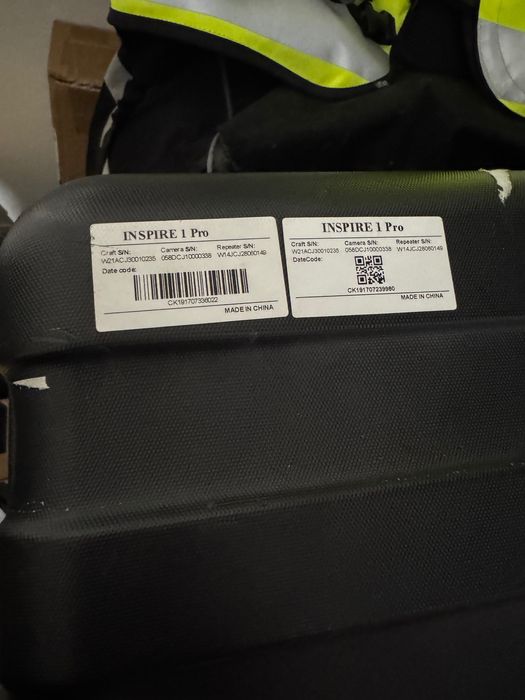 INSPIRE 1 Pro
Craft S/N: Camera S/N: Repeater S/N:
W21ACJ30010235 058DCJ10000338 W14JCJ28060149
Date code:
CK191707336022
MADE IN CHINA
INSPIRE 1 Pro
Craft S/N: Camera S/N: Repeater S/N:
W21ACJ30010235 058DCJ10000338 W14JCJ28060149
DateCode:
CK191707239980
MADE IN CHINA